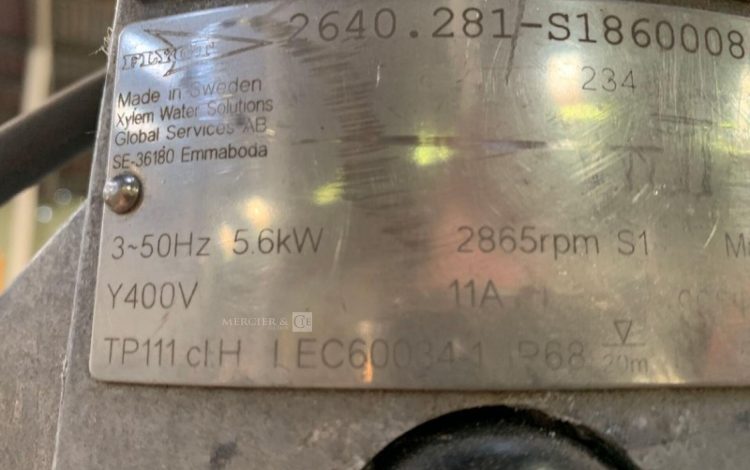 FLYGT
2640.281-S1860008
234
Made in Sweden
Xylem Water Solutions
Global Services AB
SE-36180 Emmaboda
3~50Hz 5.6kW 2865rpm S1
Y400V 11A
MERCIER & Co
TP111 cl.H IEC60034-1 IP68 20m